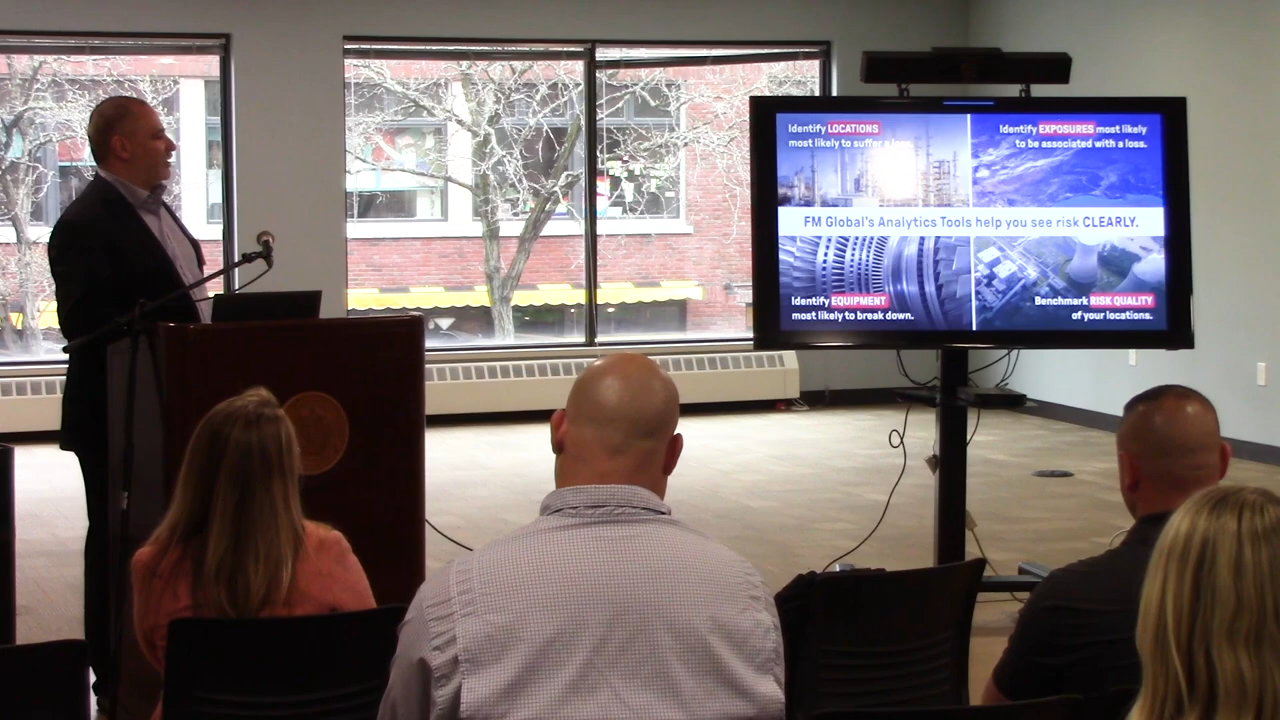 Identify LOCATIONS
most likely to suffer a loss.
Identify EXPOSURES most likely
to be associated with a loss.
FM Global's Analytics Tools help you see risk CLEARLY.
Identify EQUIPMENT
most likely to break down.
Benchmark RISK QUALITY
of your locations.